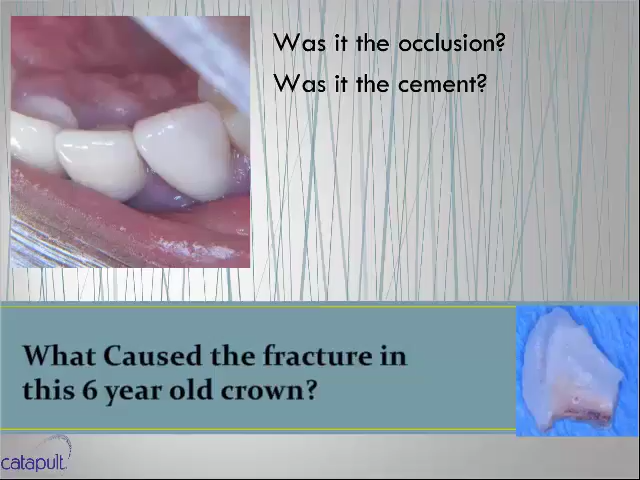 Was it the occlusion?
Was it the cement?
What Caused the fracture in
this 6 year old crown?
catapult